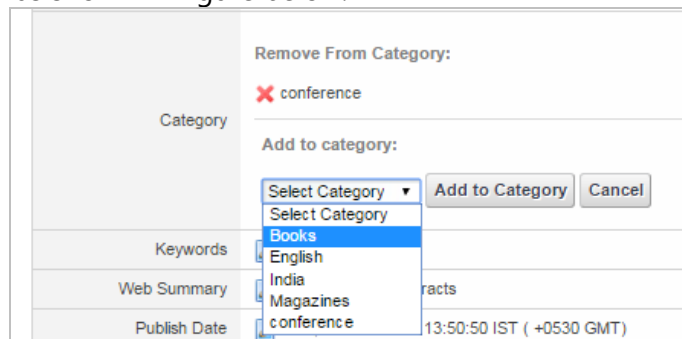 Remove From Category:
conference
Category
Add to category:
Select Category Add to Category Cancel
Select Category
Books
Keywords
English
India
Web Summary racts
Magazines
Publish Date conference 13:50:50 IST ( +0530 GMT)